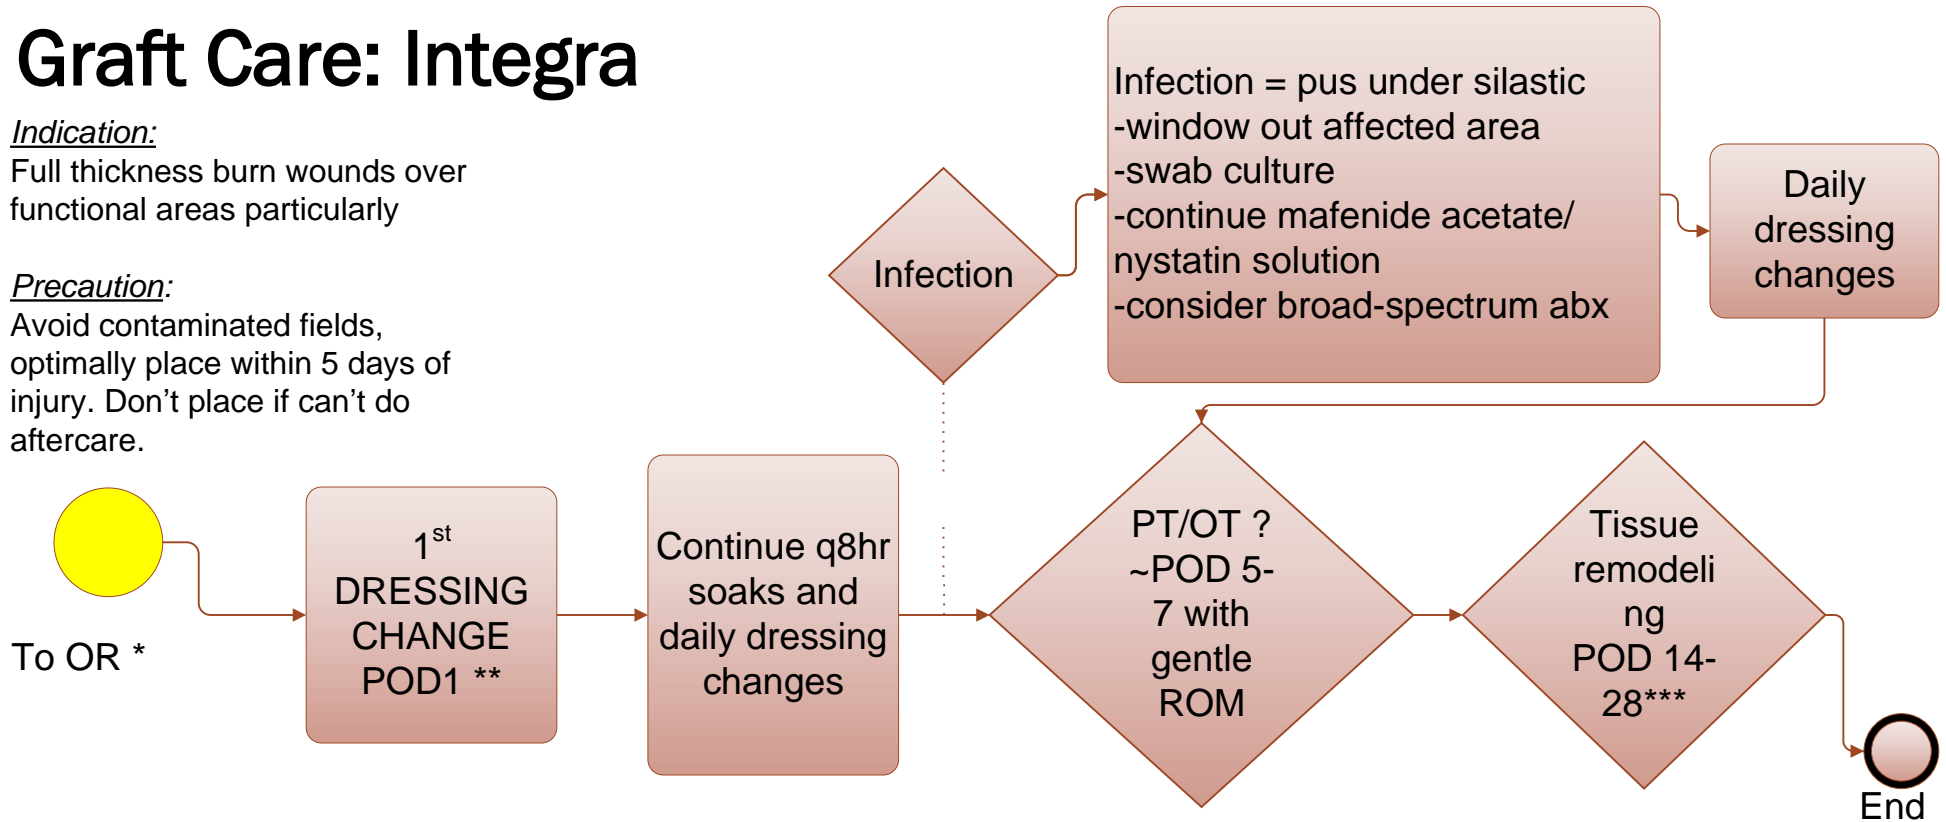 Graft Care: Integra
Indication:
Full thickness burn wounds over
functional areas particularly
Precaution:
Avoid contaminated fields,
optimally place within 5 days of
injury. Don’t place if can’t do
aftercare.
To OR *
1st
DRESSING
CHANGE
POD1 **
Continue q8hr
soaks and
daily dressing
changes
Infection
Infection = pus under silastic
-window out affected area
-swab culture
-continue mafenide acetate/
nystatin solution
-consider broad-spectrum abx
Daily
dressing
changes
PT/OT ?
~POD 5-
7 with
gentle
ROM
Tissue
remodeli
ng
POD 14-
28***
End